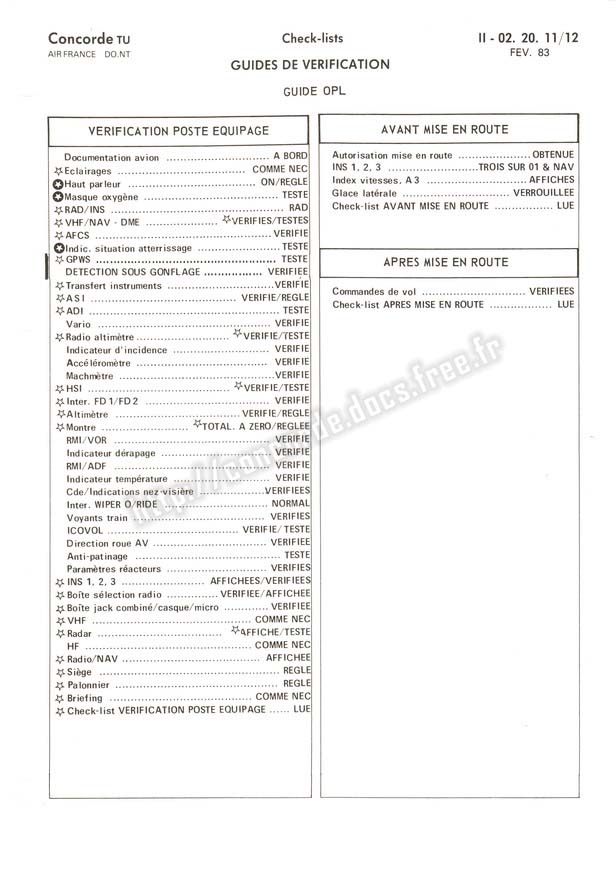 Concorde TU
AIR FRANCE DO.NT
Check-lists
II - 02. 20. 11/12
FEV. 83
GUIDES DE VERIFICATION
GUIDE OPL
VERIFICATION POSTE EQUIPAGE
Documentation avion .............................. A BORD
☆ Eclairages ..................................... COMME NEC
✪ Haut parleur ................................ ON/REGLE
✪ Masque oxygène ....................................... TESTE
☆ RAD/INS .................................................. RAD
☆ VHF/NAV - DME ...................... ☆VERIFIES/TESTES
☆ AFCS .................................................. VERIFIE
✪ Indic. situation atterrissage ........................ TESTE
☆ GPWS .................................................... TESTE
DETECTION SOUS GONFLAGE ................. VERIFIEE
☆ Transfert instruments ............................. VERIFIE
☆ ASI .......................................... VERIFIE/REGLE
☆ ADI ....................................................... TESTE
Vario .................................................. VERIFIE
☆ Radio altimètre ....................... ☆VERIFIE/TESTE
Indicateur d'incidence ........................... VERIFIE
Accéléromètre ...................................... VERIFIE
Machmètre ........................................... VERIFIE
☆ HSI ....................................... ☆VERIFIE/TESTE
☆ Inter. FD1/FD2 .................................... VERIFIE
☆ Altimètre ................................. VERIFIE/REGLE
☆ Montre ........................ ☆TOTAL. A ZERO/REGLEE
RMI/VOR ............................................ VERIFIE
Indicateur dérapage ............................... VERIFIE
RMI/ADF ............................................ VERIFIE
Indicateur température ........................... VERIFIE
Cde/Indications nez-visière .................... VERIFIEES
Inter. WIPER O/RIDE ............................. NORMAL
Voyants train ....................................... VERIFIES
ICOVOL .................................. VERIFIE/TESTE
Direction roue AV ................................. VERIFIEE
Anti-patinage .......................................... TESTE
Paramètres réacteurs .............................. VERIFIES
☆ INS 1, 2, 3 ........................ AFFICHEES/VERIFIEES
☆ Boîte sélection radio ............... VERIFIEE/AFFICHEE
☆ Boîte jack combiné/casque/micro ............. VERIFIEE
☆ VHF ............................................. COMME NEC
☆ Radar ................................ ☆AFFICHE/TESTE
HF ................................................ COMME NEC
☆ Radio/NAV ........................................ AFFICHEE
☆ Siège ................................................... REGLE
☆ Palonnier .............................................. REGLE
☆ Briefing ........................................ COMME NEC
☆ Check-list VERIFICATION POSTE EQUIPAGE ...... LUE
AVANT MISE EN ROUTE
Autorisation mise en route ..................... OBTENUE
INS 1, 2, 3 ..........................TROIS SUR 01 & NAV
Index vitesses, A 3 .............................. AFFICHES
Glace latérale ................................ VERROUILLEE
Check-list AVANT MISE EN ROUTE ................. LUE
APRES MISE EN ROUTE
Commandes de vol .............................. VERIFIEES
Check-list APRES MISE EN ROUTE .................. LUE
http://concorde.docs.free.fr